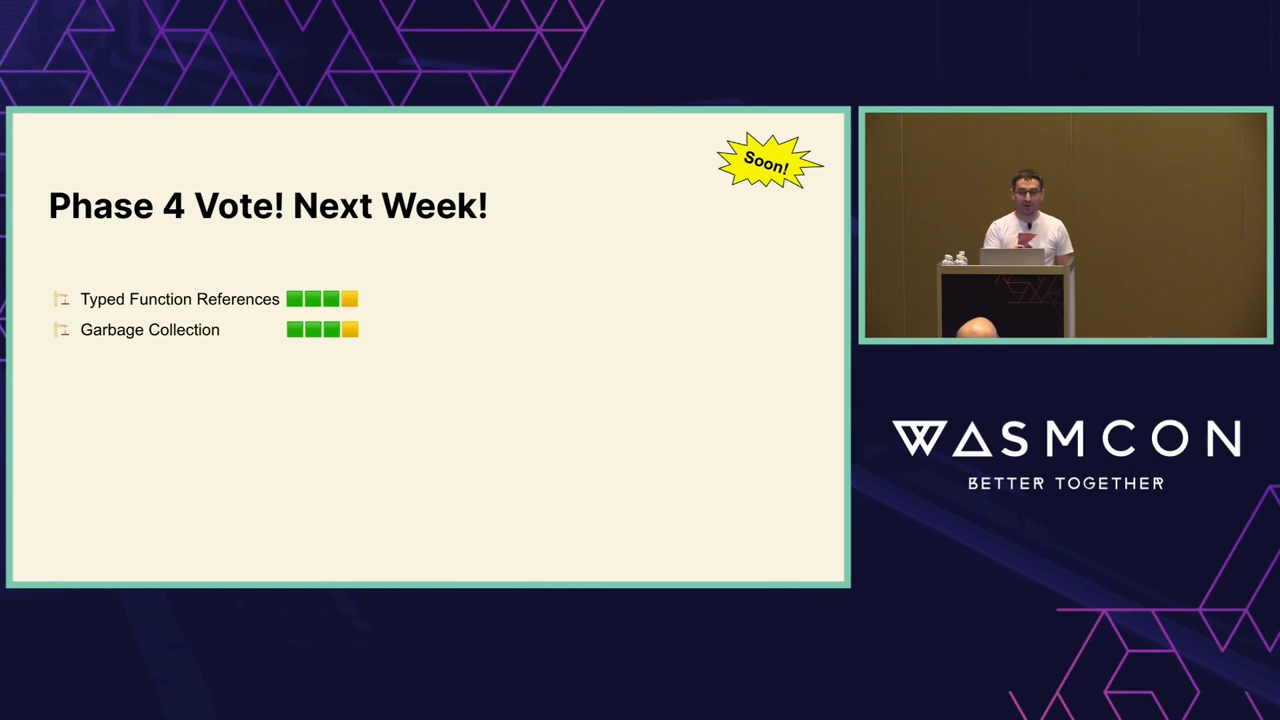 Soon!
Phase 4 Vote! Next Week!
Typed Function References
Garbage Collection
WASMCON
BETTER TOGETHER